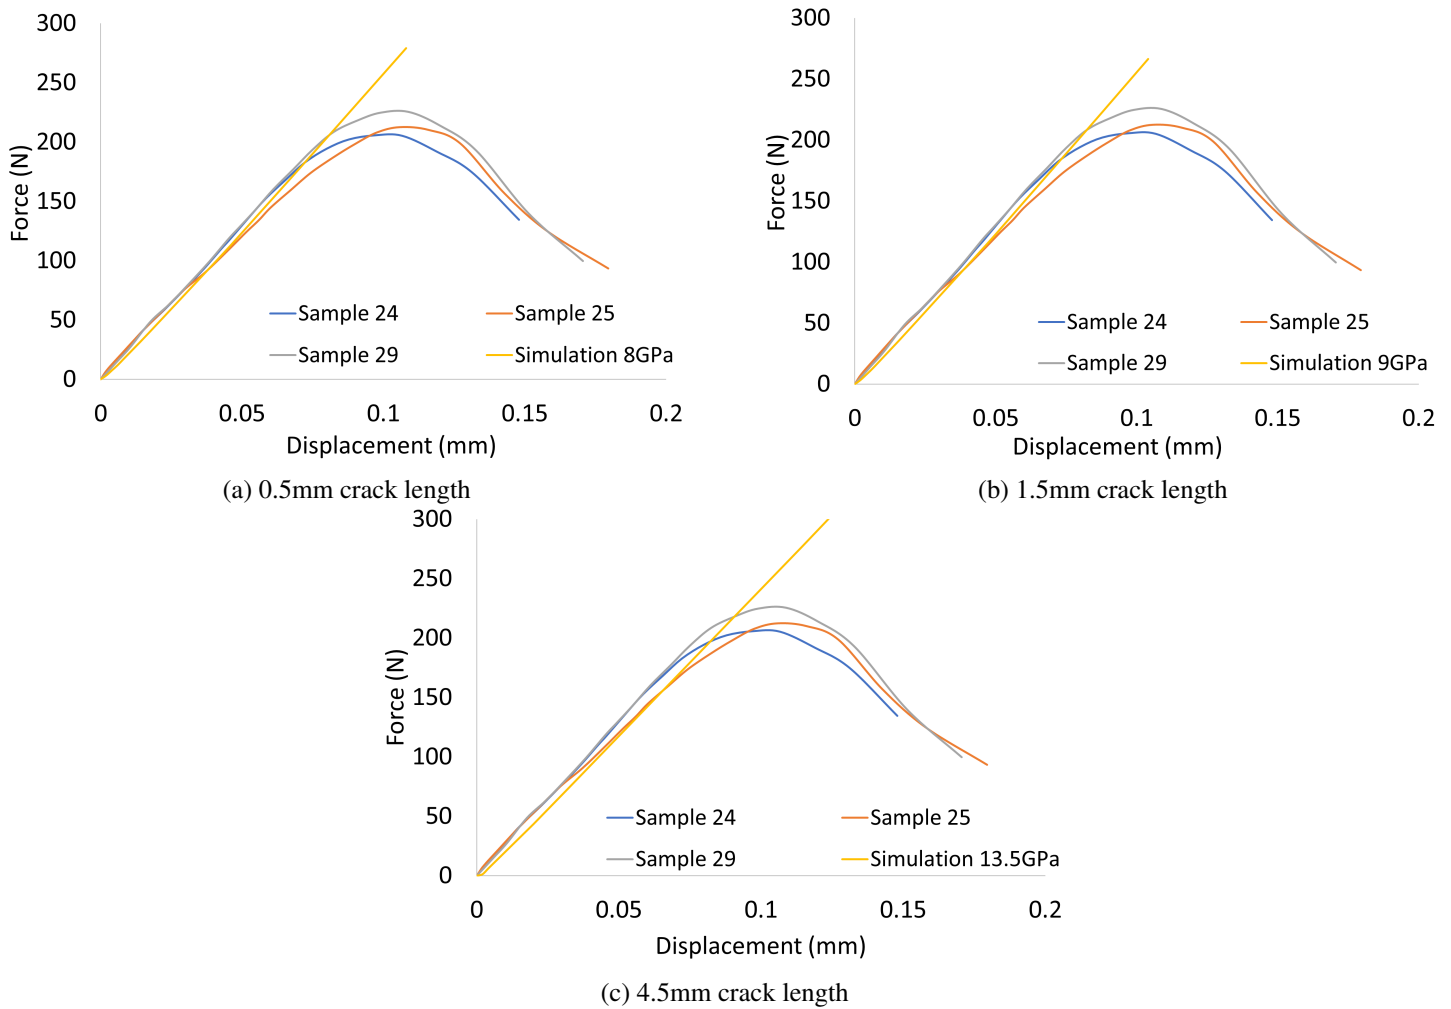 300
250
200
150
100
50
0
Force (N)
Sample 24
Sample 25
Sample 29
Simulation 8GPa
0 0.05 0.1 0.15 0.2
Displacement (mm)
(a) 0.5mm crack length
300
250
200
150
100
50
0
Force (N)
Sample 24
Sample 25
Sample 29
Simulation 9GPa
0 0.05 0.1 0.15 0.2
Displacement (mm)
(b) 1.5mm crack length
300
250
200
150
100
50
0
Force (N)
Sample 24
Sample 25
Sample 29
Simulation 13.5GPa
0 0.05 0.1 0.15 0.2
Displacement (mm)
(c) 4.5mm crack length